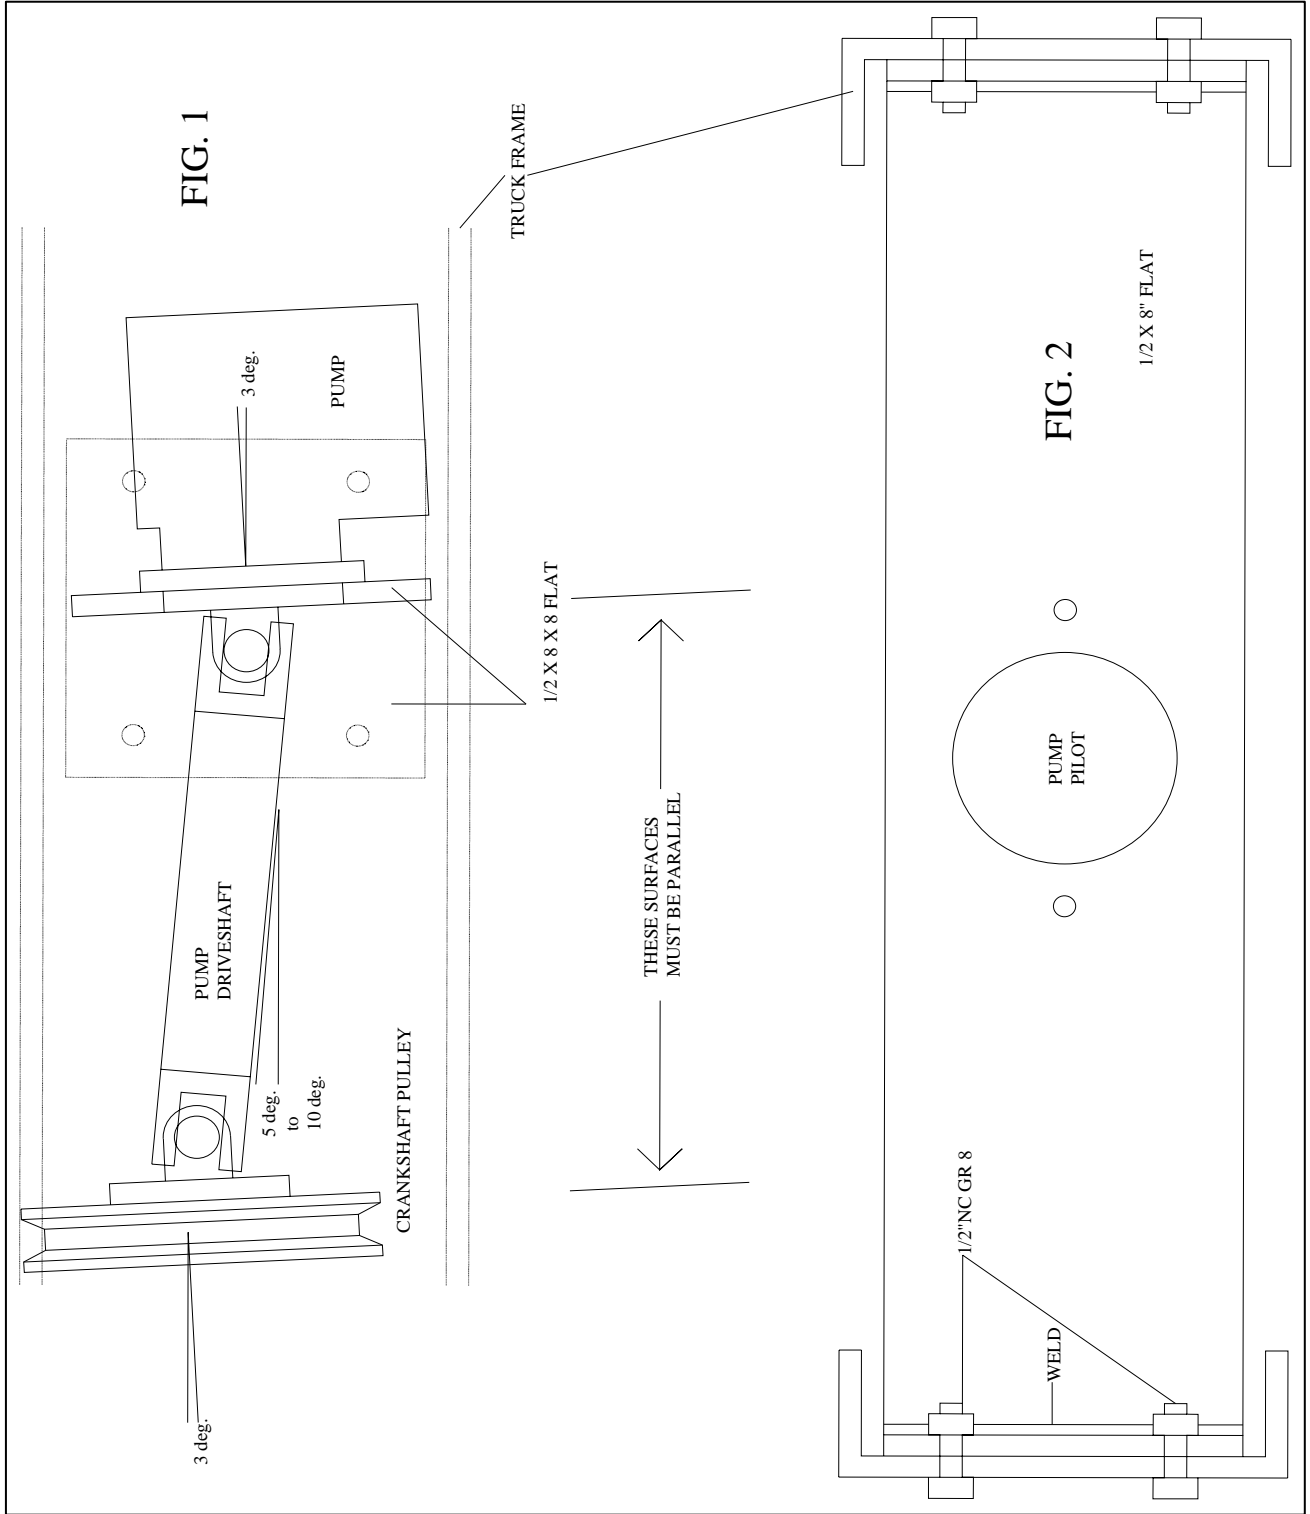 FIG. 1
TRUCK FRAME
3 deg.
PUMP
1/2 X 8 X 8 FLAT
PUMP
DRIVESHAFT
5 deg.
to
10 deg.
CRANKSHAFT PULLEY
3 deg.
THESE SURFACES
MUST BE PARALLEL
FIG. 2
1/2 X 8" FLAT
PUMP
PILOT
1/2"NC GR 8
WELD